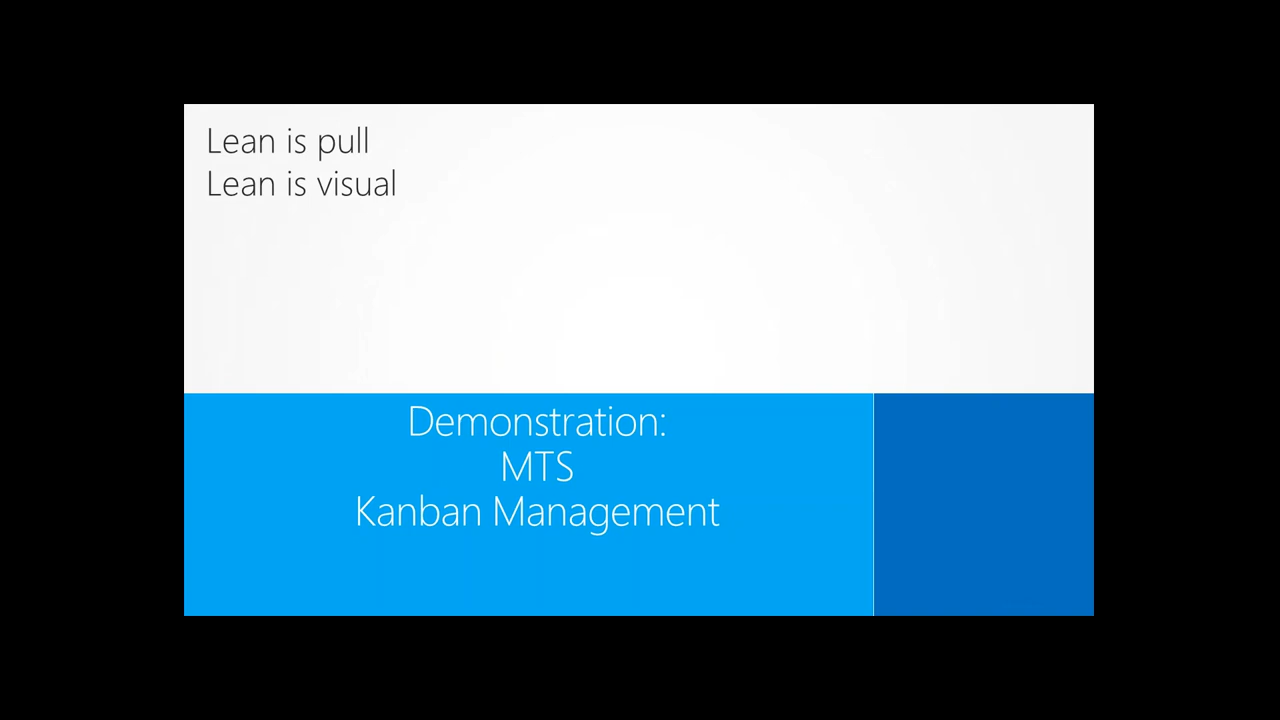 Lean is pull
Lean is visual
Demonstration:
MTS
Kanban Management